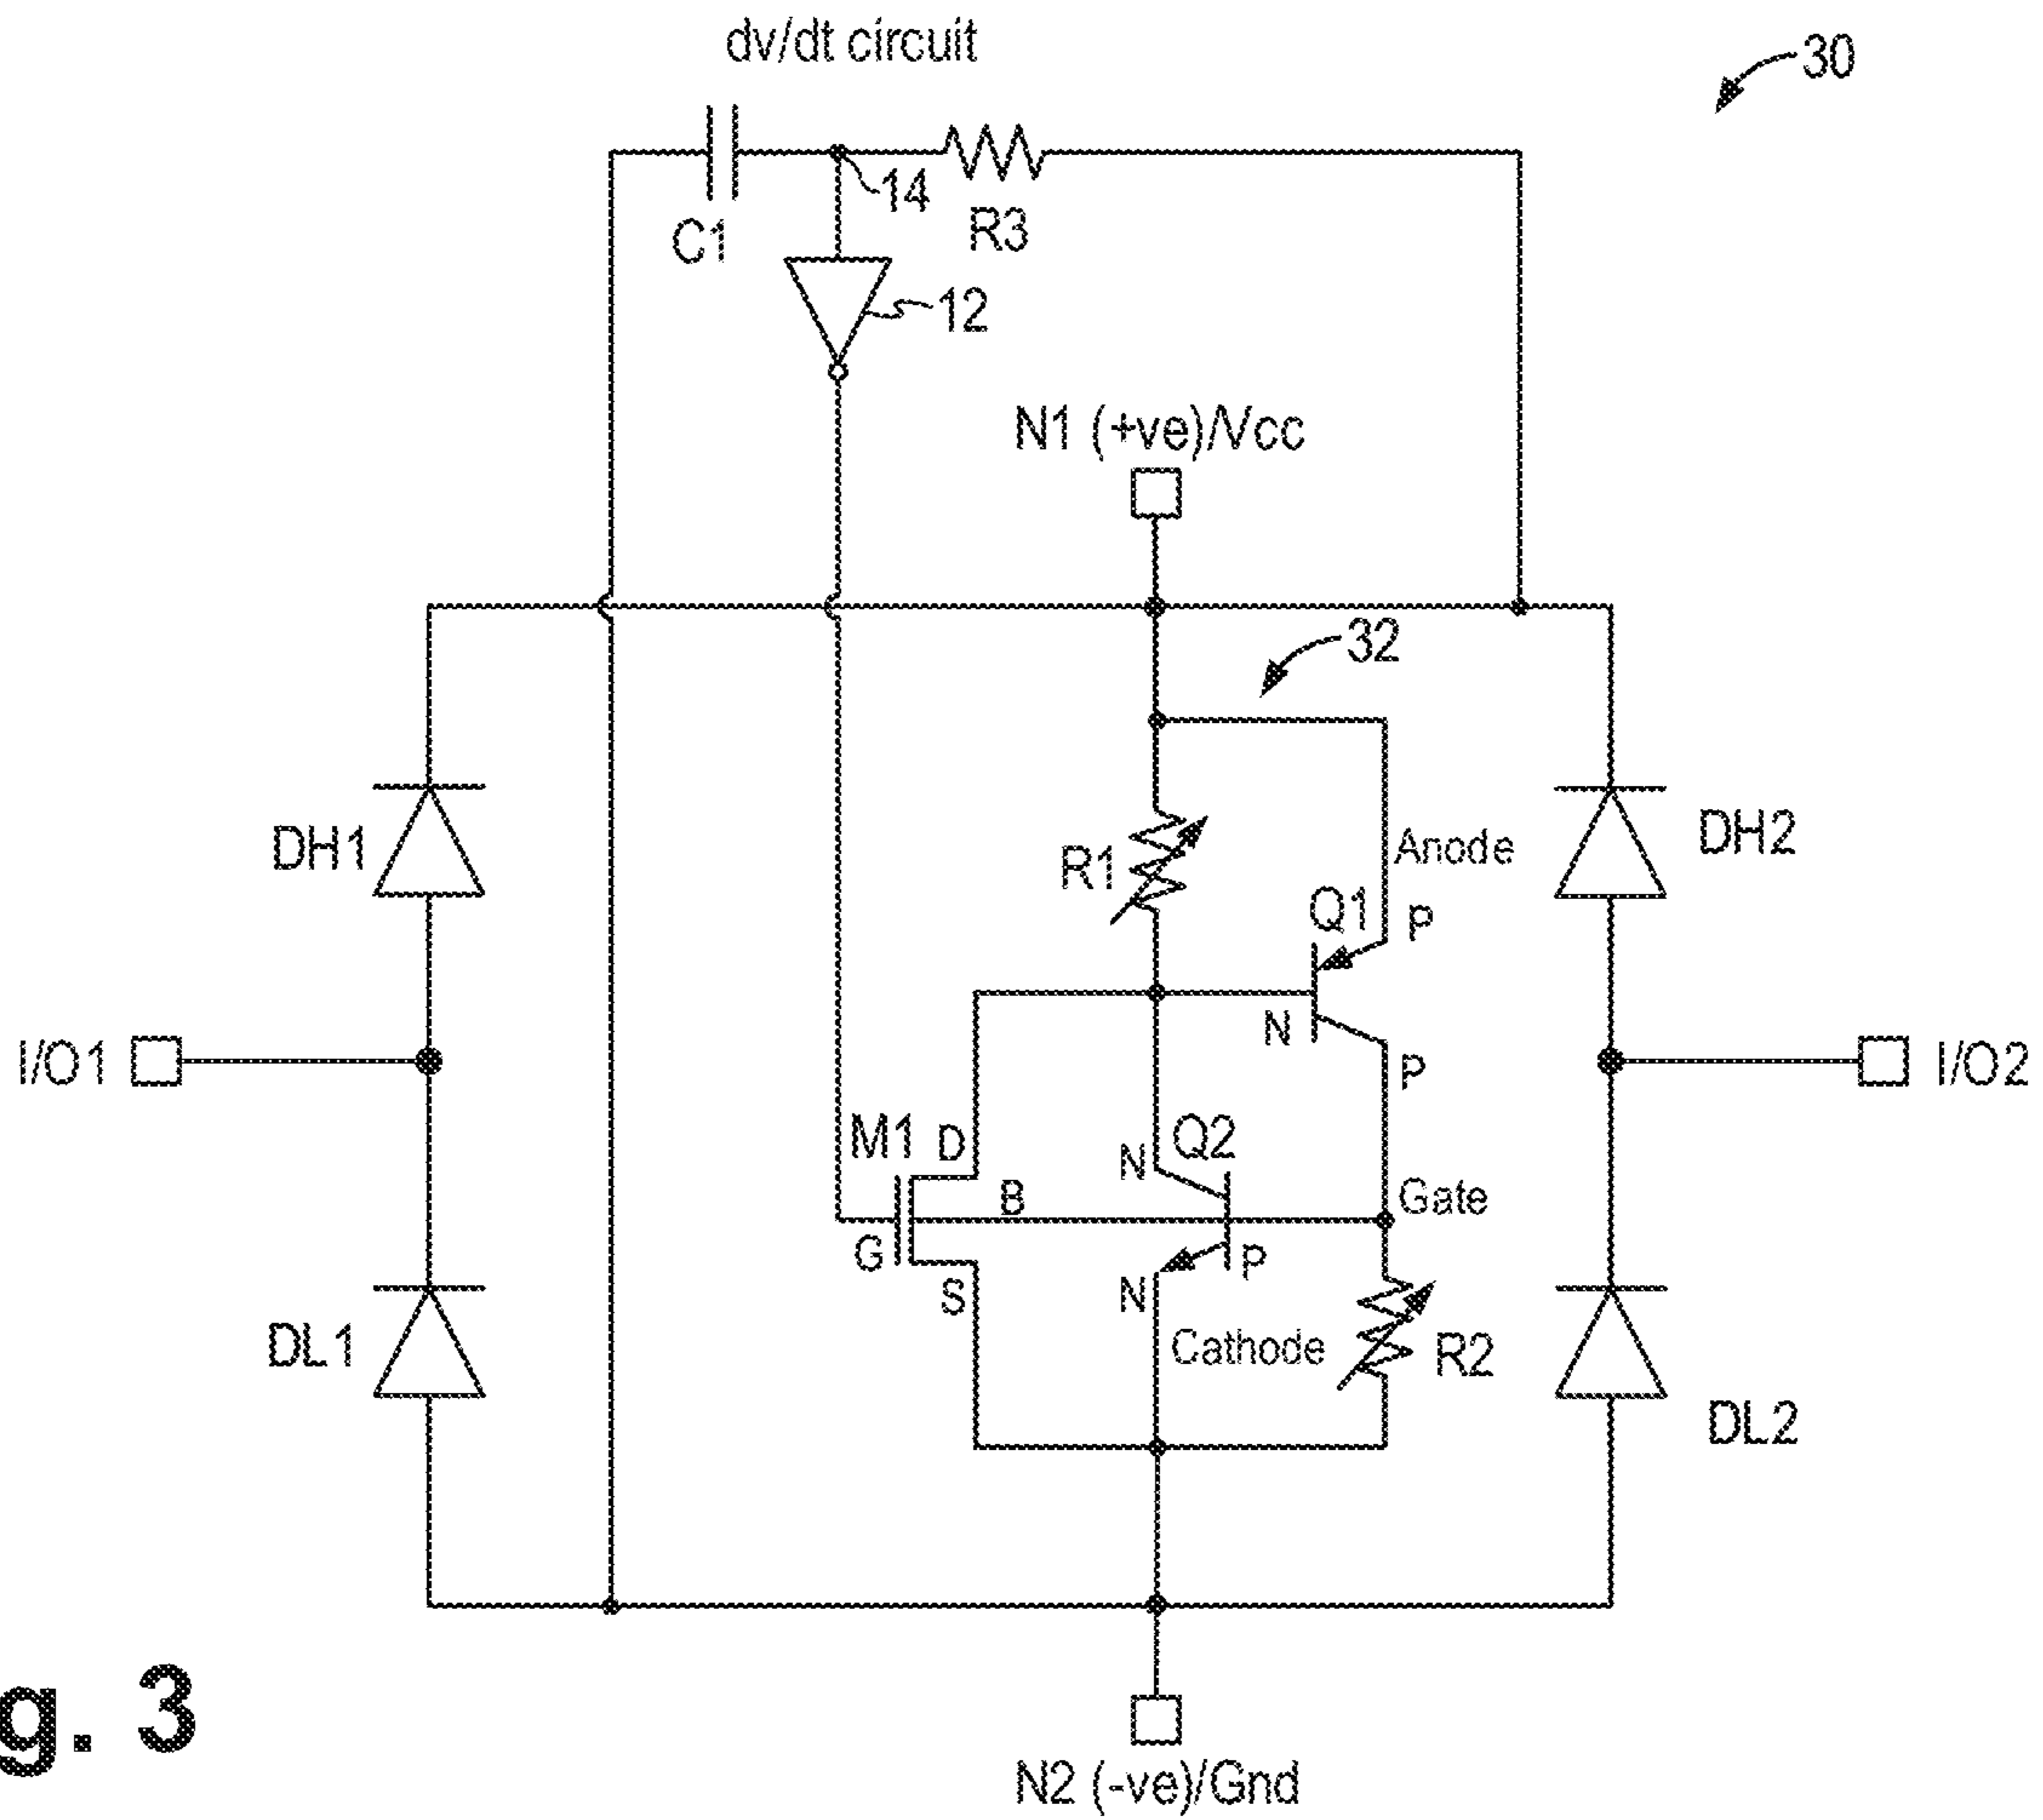 dv/dt circuit
30
14
C1
R3
12
N1 (+ve)/Vcc
32
DH1
R1
Anode
DH2
Q1
P
N
I/O1
I/O2
P
M1
D
Q2
N
B
Gate
G
P
S
N
DL1
Cathode
R2
DL2
g. 3
N2 (-ve)/Gnd